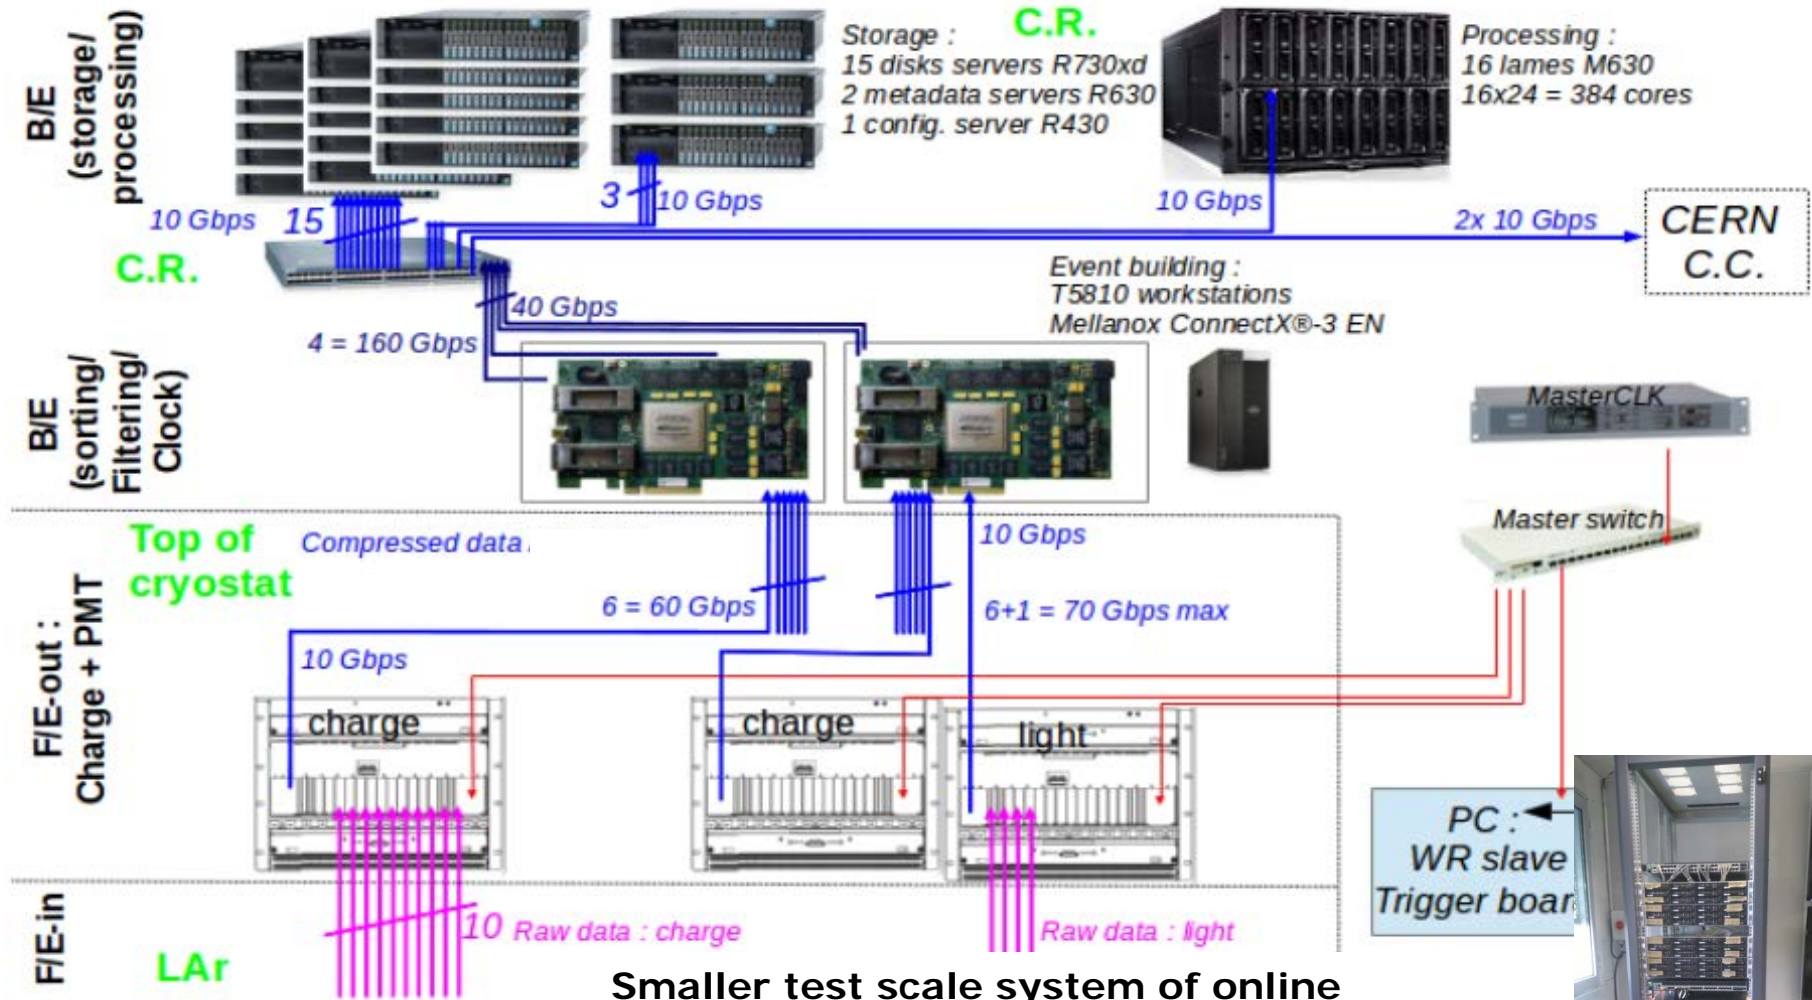 B/E
(storage/
processing)
C.R.
Storage :
15 disks servers R730xd
2 metadata servers R630
1 config. server R430
Processing :
16 lames M630
16x24 = 384 cores
10 Gbps
15
3
10 Gbps
10 Gbps
2x 10 Gbps
CERN
C.C.
C.R.
40 Gbps
4 = 160 Gbps
Event building :
T5810 workstations
Mellanox ConnectX®-3 EN
B/E
(sorting/
Filtering/
Clock)
MasterCLK
Master switch
Top of
cryostat
Compressed data
10 Gbps
6 = 60 Gbps
6+1 = 70 Gbps max
10 Gbps
F/E-out :
Charge + PMT
charge
charge
light
PC :
WR slave
Trigger boar
F/E-in
10 Raw data : charge
Raw data : light
LAr
Smaller test scale system of online